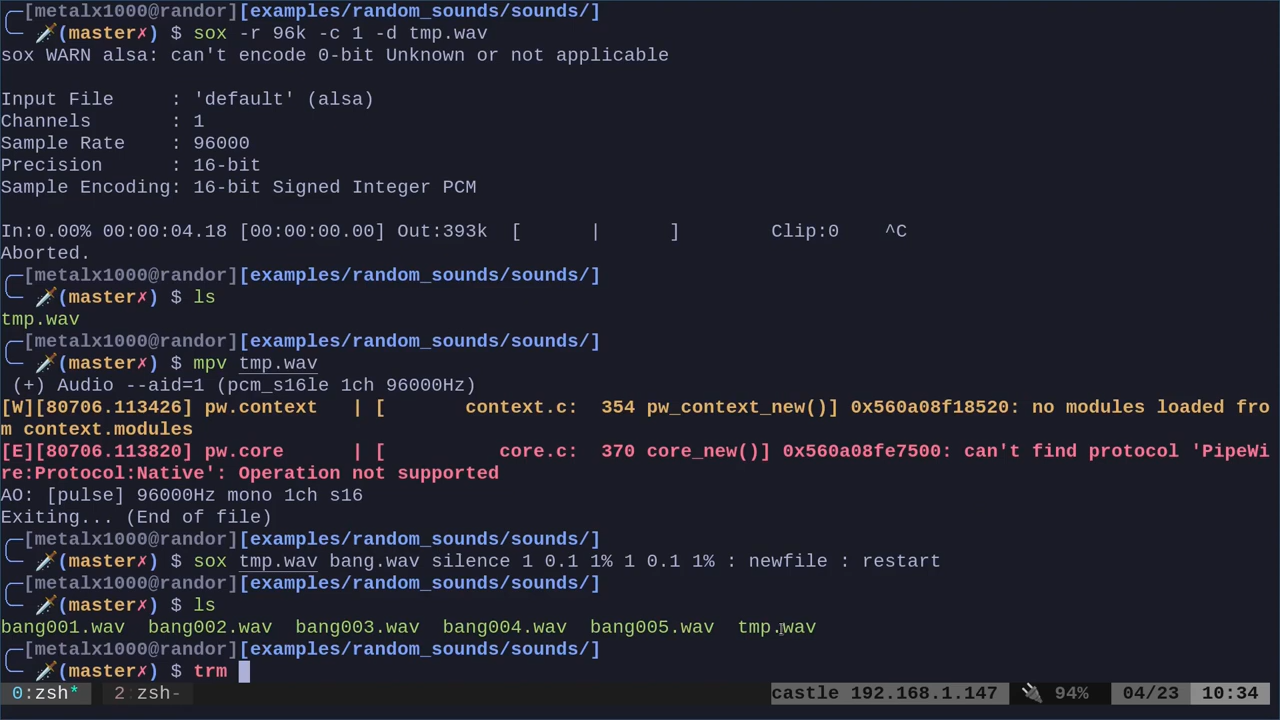 ╭─[metalx1000@randor][examples/random_sounds/sounds/]
╰─ 🗡️(master✗) $ sox -r 96k -c 1 -d tmp.wav
sox WARN alsa: can't encode 0-bit Unknown or not applicable
Input File     : 'default' (alsa)
Channels       : 1
Sample Rate    : 96000
Precision      : 16-bit
Sample Encoding: 16-bit Signed Integer PCM
In:0.00% 00:00:04.18 [00:00:00.00] Out:393k  [      |      ]        Clip:0    ^C
Aborted.
╭─[metalx1000@randor][examples/random_sounds/sounds/]
╰─ 🗡️(master✗) $ ls
tmp.wav
╭─[metalx1000@randor][examples/random_sounds/sounds/]
╰─ 🗡️(master✗) $ mpv tmp.wav
 (+) Audio --aid=1 (pcm_s16le 1ch 96000Hz)
[W][80706.113426] pw.context   | [       context.c:  354 pw_context_new()] 0x560a08f18520: no modules loaded fro
m context.modules
[E][80706.113820] pw.core      | [          core.c:  370 core_new()] 0x560a08fe7500: can't find protocol 'PipeWi
re:Protocol:Native': Operation not supported
AO: [pulse] 96000Hz mono 1ch s16
Exiting... (End of file)
╭─[metalx1000@randor][examples/random_sounds/sounds/]
╰─ 🗡️(master✗) $ sox tmp.wav bang.wav silence 1 0.1 1% 1 0.1 1% : newfile : restart
╭─[metalx1000@randor][examples/random_sounds/sounds/]
╰─ 🗡️(master✗) $ ls
bang001.wav  bang002.wav  bang003.wav  bang004.wav  bang005.wav  tmp.wav
╭─[metalx1000@randor][examples/random_sounds/sounds/]
╰─ 🗡️(master✗) $ trm
0:zsh*  2:zsh-  castle 192.168.1.147  🔌 94%  04/23  10:34